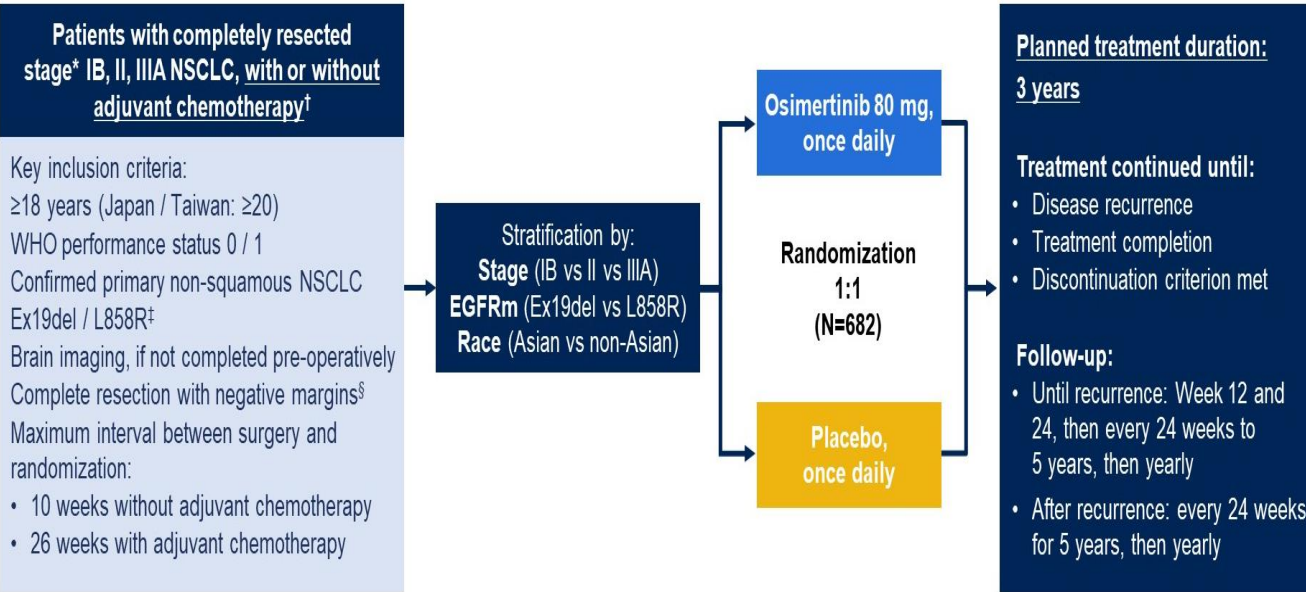 Patients with completely resected
stage* IB, II, IIIA NSCLC, with or without
adjuvant chemotherapy†
Key inclusion criteria:
≥18 years (Japan / Taiwan: ≥20)
WHO performance status 0 / 1
Confirmed primary non-squamous NSCLC
Ex19del / L858R‡
Brain imaging, if not completed pre-operatively
Complete resection with negative margins§
Maximum interval between surgery and
randomization:
• 10 weeks without adjuvant chemotherapy
• 26 weeks with adjuvant chemotherapy
Stratification by:
Stage (IB vs II vs IIIA)
EGFRm (Ex19del vs L858R)
Race (Asian vs non-Asian)
Osimertinib 80 mg,
once daily
Randomization
1:1
(N=682)
Placebo,
once daily
Planned treatment duration:
3 years
Treatment continued until:
• Disease recurrence
• Treatment completion
• Discontinuation criterion met
Follow-up:
• Until recurrence: Week 12 and
24, then every 24 weeks to
5 years, then yearly
• After recurrence: every 24 weeks
for 5 years, then yearly